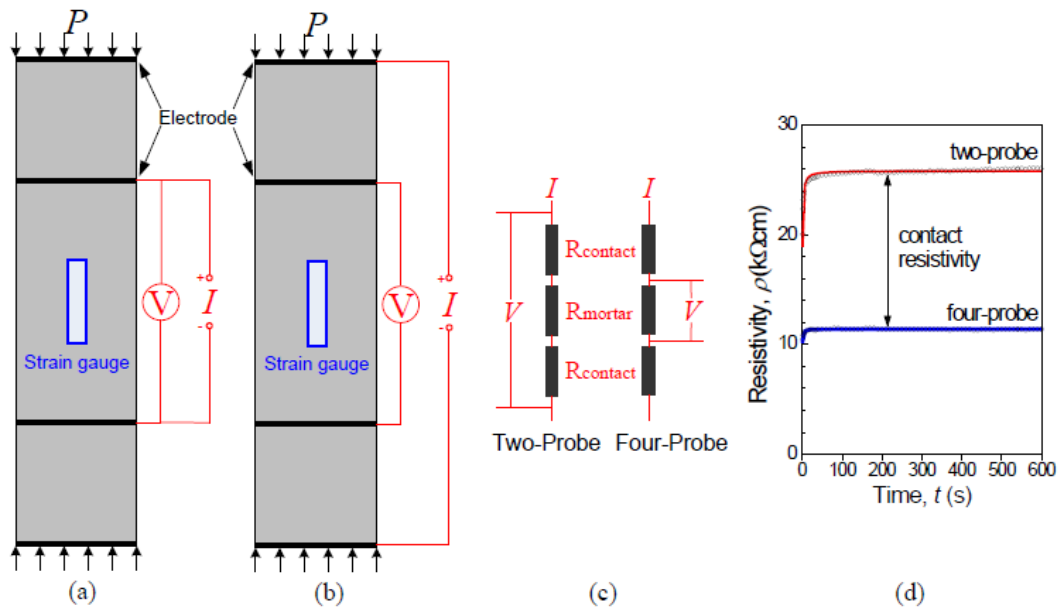 P
P
Electrode
V
+
I
-
Strain gauge
(a)
V
+
I
-
Strain gauge
(b)
I
I
Rcontact
V
Rmortar
V
Rcontact
Two-Probe
Four-Probe
(c)
30
20
10
0
Resistivity, ρ(kΩcm)
two-probe
contact
resistivity
four-probe
0
100
200
300
400
500
600
Time, t (s)
(d)